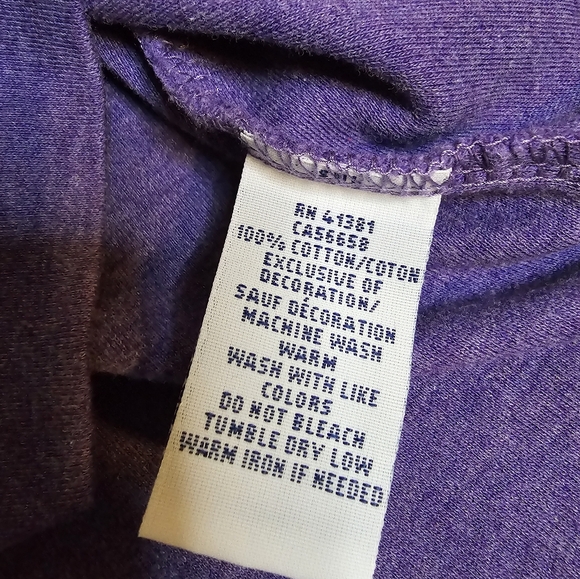 RN 41381
CA56658
100% COTTON/COTON
EXCLUSIVE OF
DECORATION/
SAUF DÉCORATION
MACHINE WASH
WARM
WASH WITH LIKE
COLORS
DO NOT BLEACH
TUMBLE DRY LOW
WARM IRON IF NEEDED